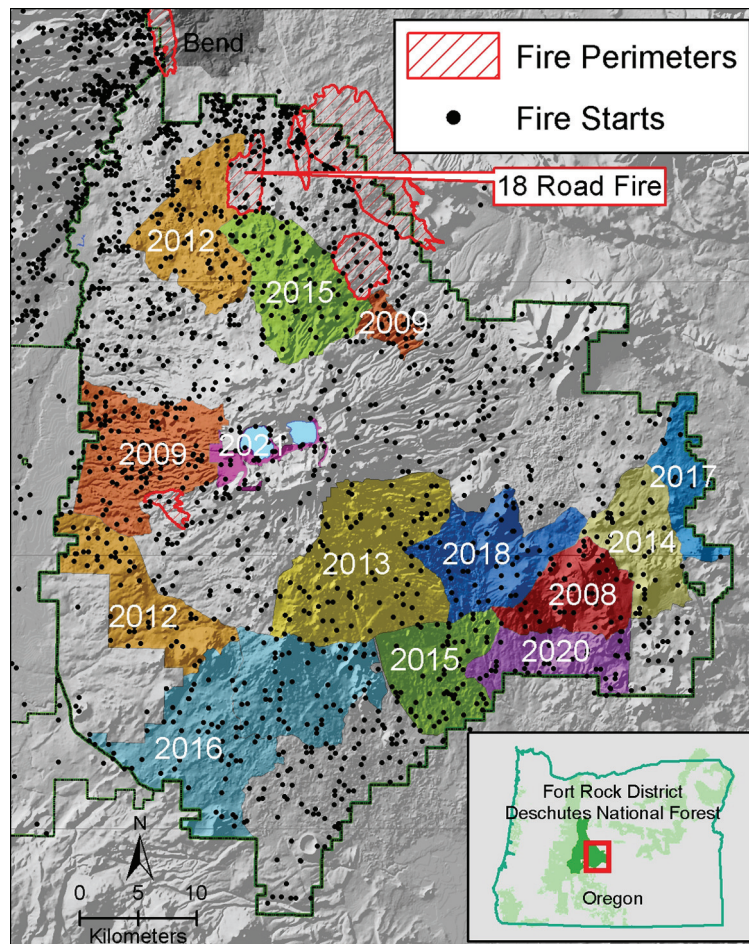 Bend
Fire Perimeters
Fire Starts
18 Road Fire
2012
2015
2009
2009
2021
2017
2013
2018
2014
2008
2012
2015
2020
2016
N
0 5 10
Kilometers
Fort Rock District
Deschutes National Forest
Oregon